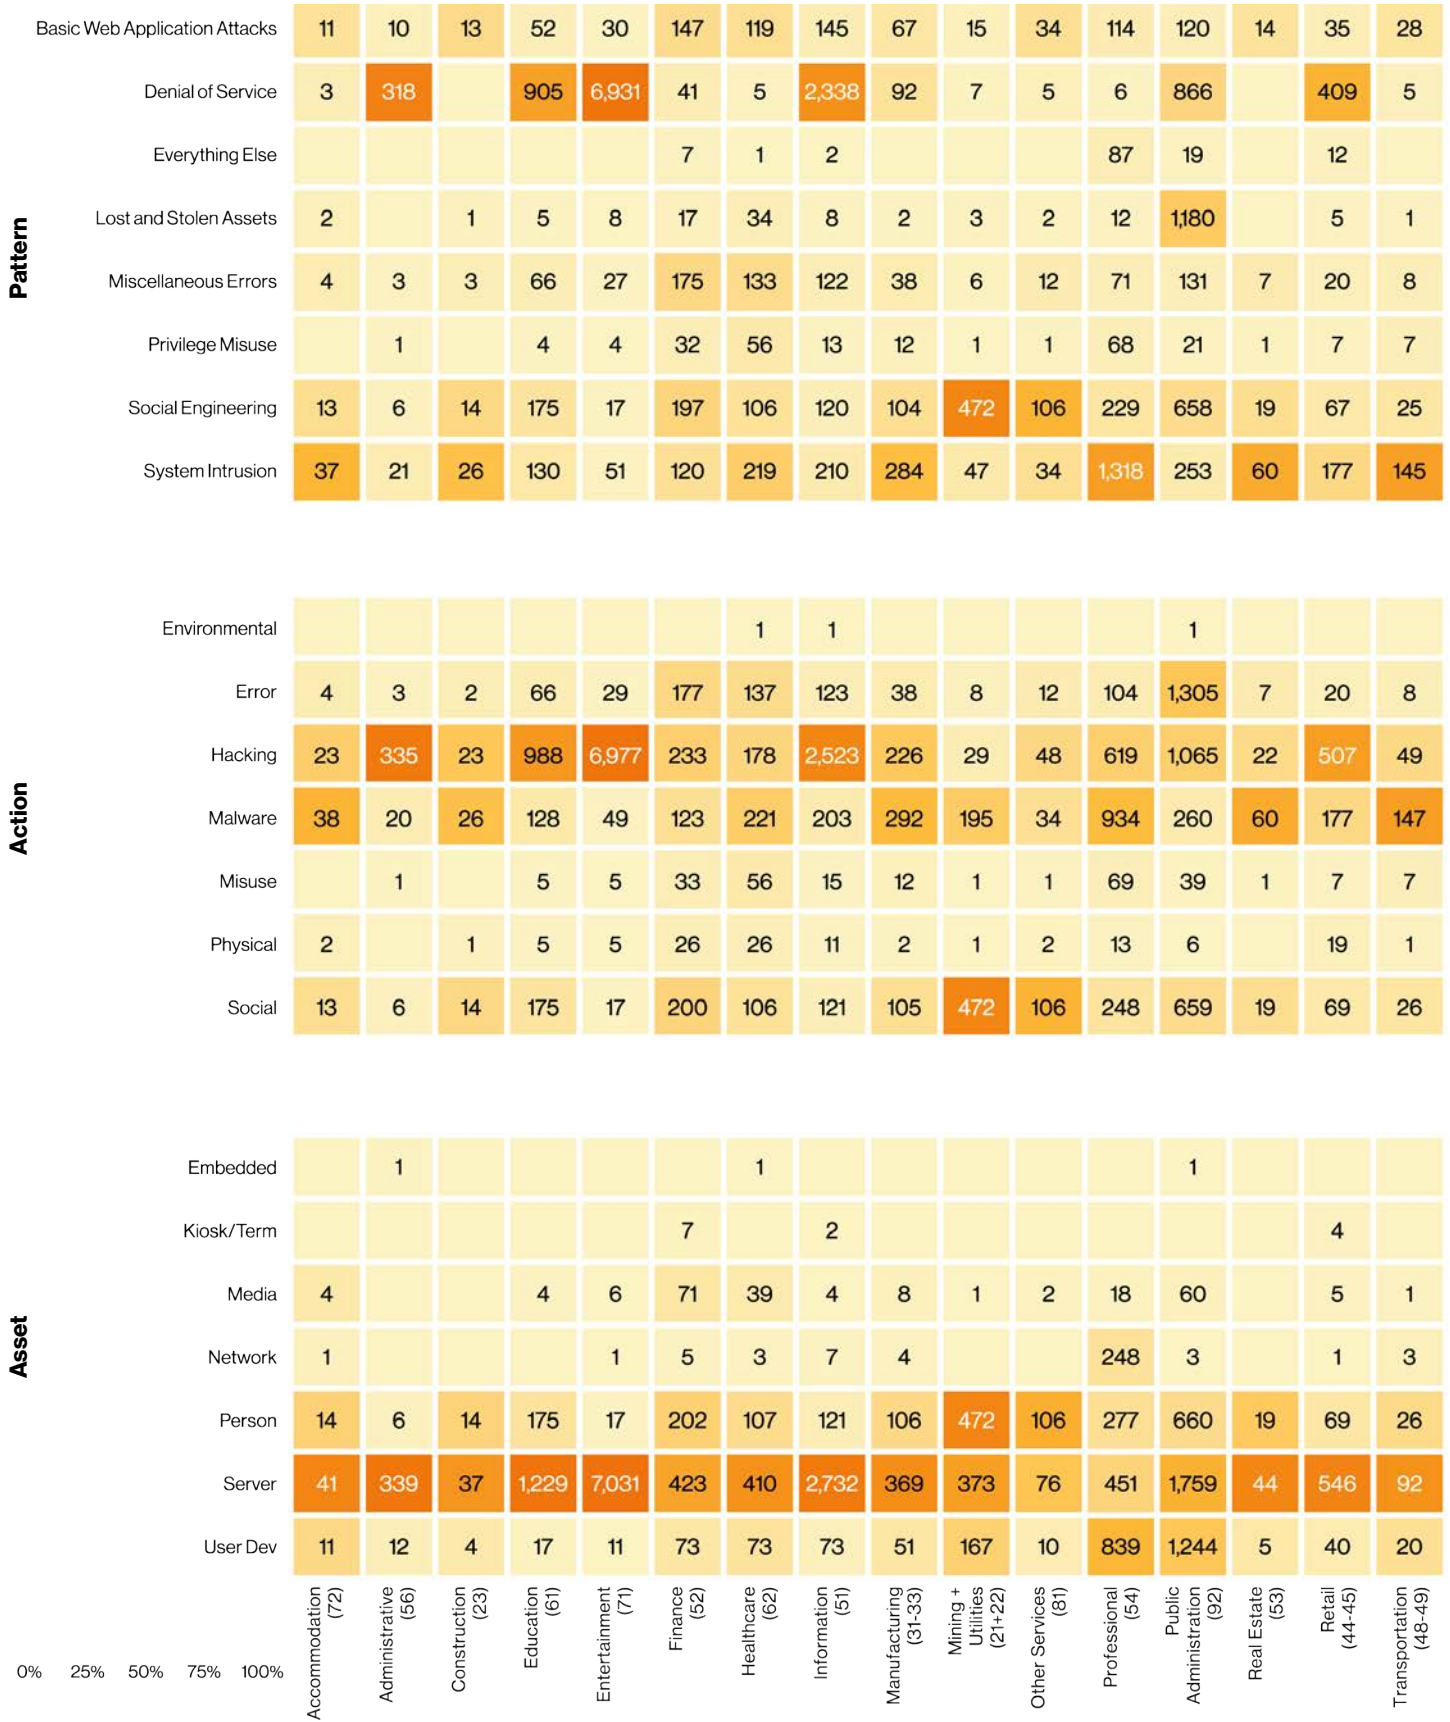 Pattern
Basic Web Application Attacks 11 10 13 52 30 147 119 145 67 15 34 114 120 14 35 28
Denial of Service 3 318 905 6,931 41 5 2,338 92 7 5 6 866 409 5
Everything Else 7 1 2 87 19 12
Lost and Stolen Assets 2 1 5 8 17 34 8 2 3 2 12 1,180 5 1
Miscellaneous Errors 4 3 3 66 27 175 133 122 38 6 12 71 131 7 20 8
Privilege Misuse 1 4 4 32 56 13 12 1 1 68 21 1 7 7
Social Engineering 13 6 14 175 17 197 106 120 104 472 106 229 658 19 67 25
System Intrusion 37 21 26 130 51 120 219 210 284 47 34 1,318 253 60 177 145
Action
Environmental 1 1 1
Error 4 3 2 66 29 177 137 123 38 8 12 104 1,305 7 20 8
Hacking 23 335 23 988 6,977 233 178 2,523 226 29 48 619 1,065 22 507 49
Malware 38 20 26 128 49 123 221 203 292 195 34 934 260 60 177 147
Misuse 1 5 5 33 56 15 12 1 1 69 39 1 7 7
Physical 2 1 5 5 26 26 11 2 1 2 13 6 19 1
Social 13 6 14 175 17 200 106 121 105 472 106 248 659 19 69 26
Asset
Embedded 1 1 1
Kiosk/Term 7 2 4
Media 4 4 6 71 39 4 8 1 2 18 60 5 1
Network 1 1 5 3 7 4 248 3 1 3
Person 14 6 14 175 17 202 107 121 106 472 106 277 660 19 69 26
Server 41 339 37 1,229 7,031 423 410 2,732 369 373 76 451 1,759 44 546 92
User Dev 11 12 4 17 11 73 73 73 51 167 10 839 1,244 5 40 20
Accommodation
(72)
Administrative
(56)
Construction
(23)
Education
(61)
Entertainment
(71)
Finance
(52)
Healthcare
(62)
Information
(51)
Manufacturing
(31-33)
Mining +
Utilities
(21+22)
Other Services
(81)
Professional
(54)
Public
Administration
(92)
Real Estate
(53)
Retail
(44-45)
Transportation
(48-49)
0% 25% 50% 75% 100%